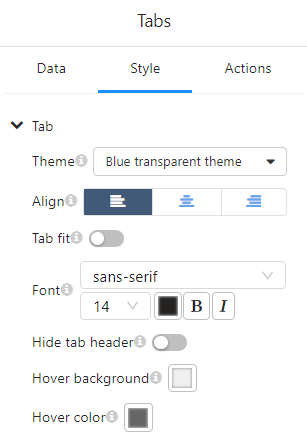 Tabs
Data Style Actions
Tab
Theme Blue transparent theme
Align
Tab fit
Font sans-serif
14 B I
Hide tab header
Hover background
Hover color